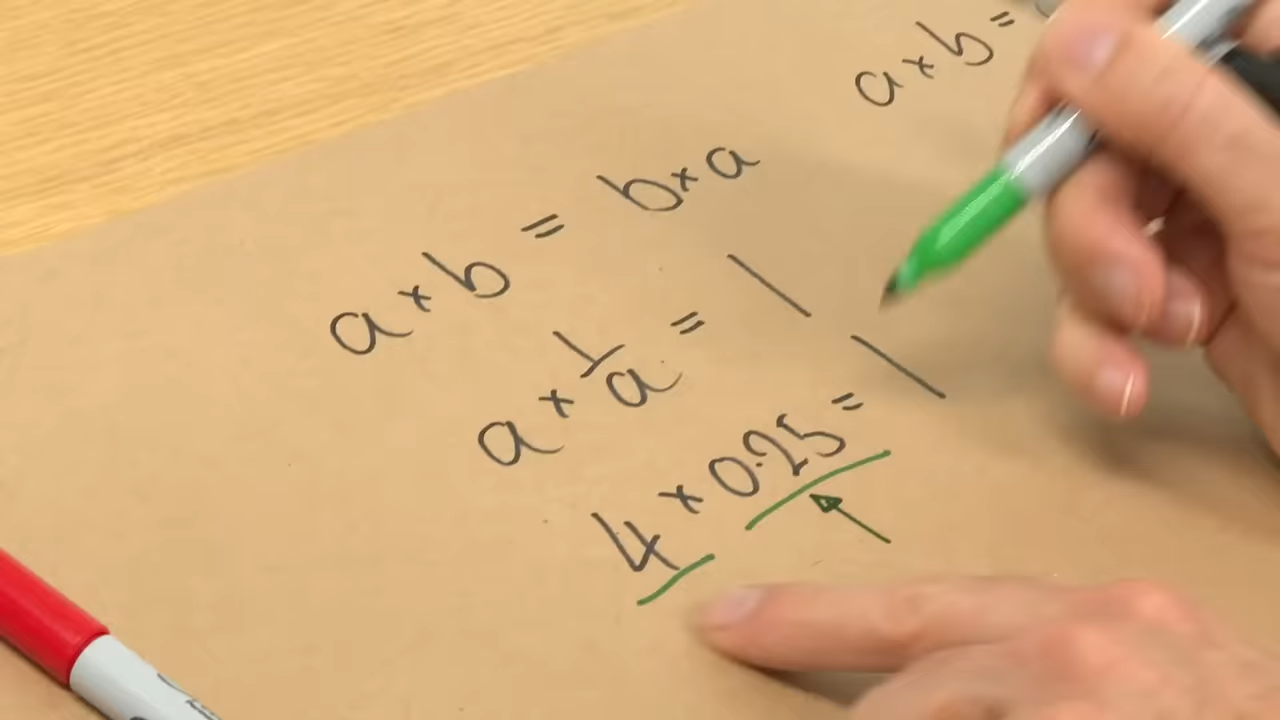 a × b =
a × b = b × a
a × 1/a = 1
4 × 0.25 = 1